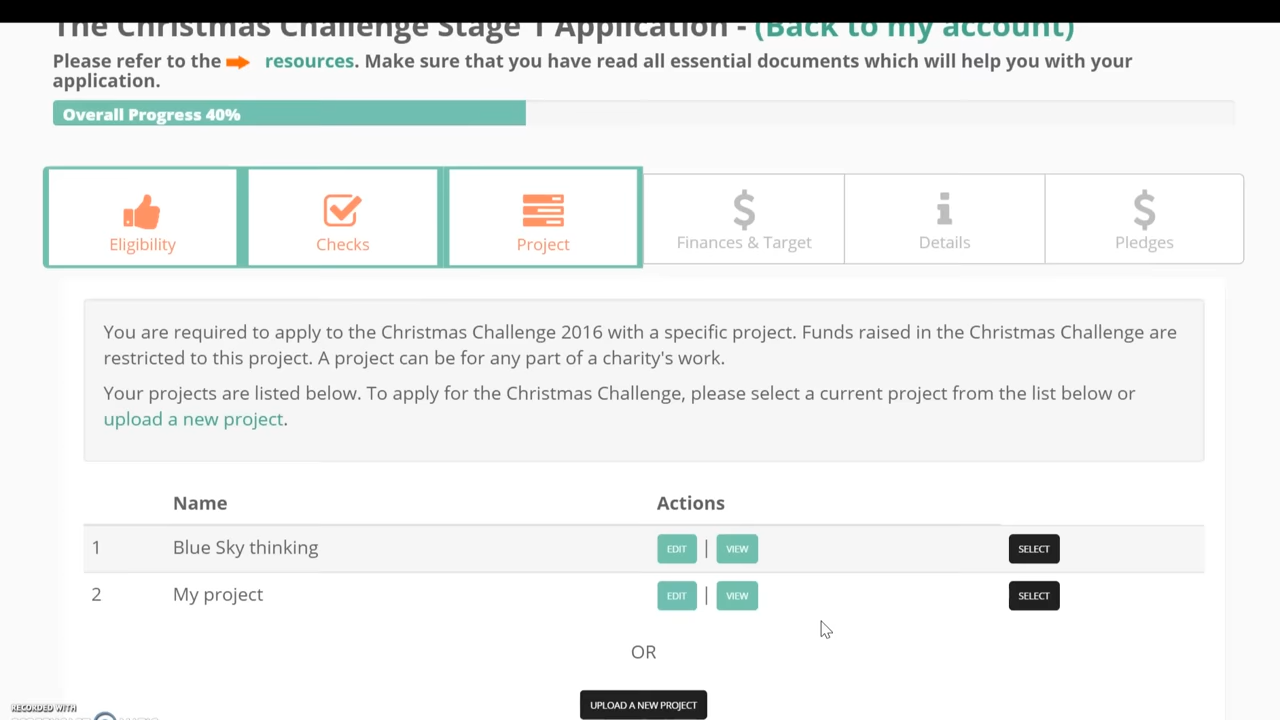 The Christmas Challenge Stage 1 Application - (Back to my account)
Please refer to the resources. Make sure that you have read all essential documents which will help you with your
application.
Overall Progress 40%
Eligibility
Checks
Project
Finances & Target
Details
Pledges
You are required to apply to the Christmas Challenge 2016 with a specific project. Funds raised in the Christmas Challenge are
restricted to this project. A project can be for any part of a charity's work.
Your projects are listed below. To apply for the Christmas Challenge, please select a current project from the list below or
upload a new project.
Name Actions
1 Blue Sky thinking EDIT | VIEW SELECT
2 My project EDIT | VIEW SELECT
OR
UPLOAD A NEW PROJECT
RECORDED WITH